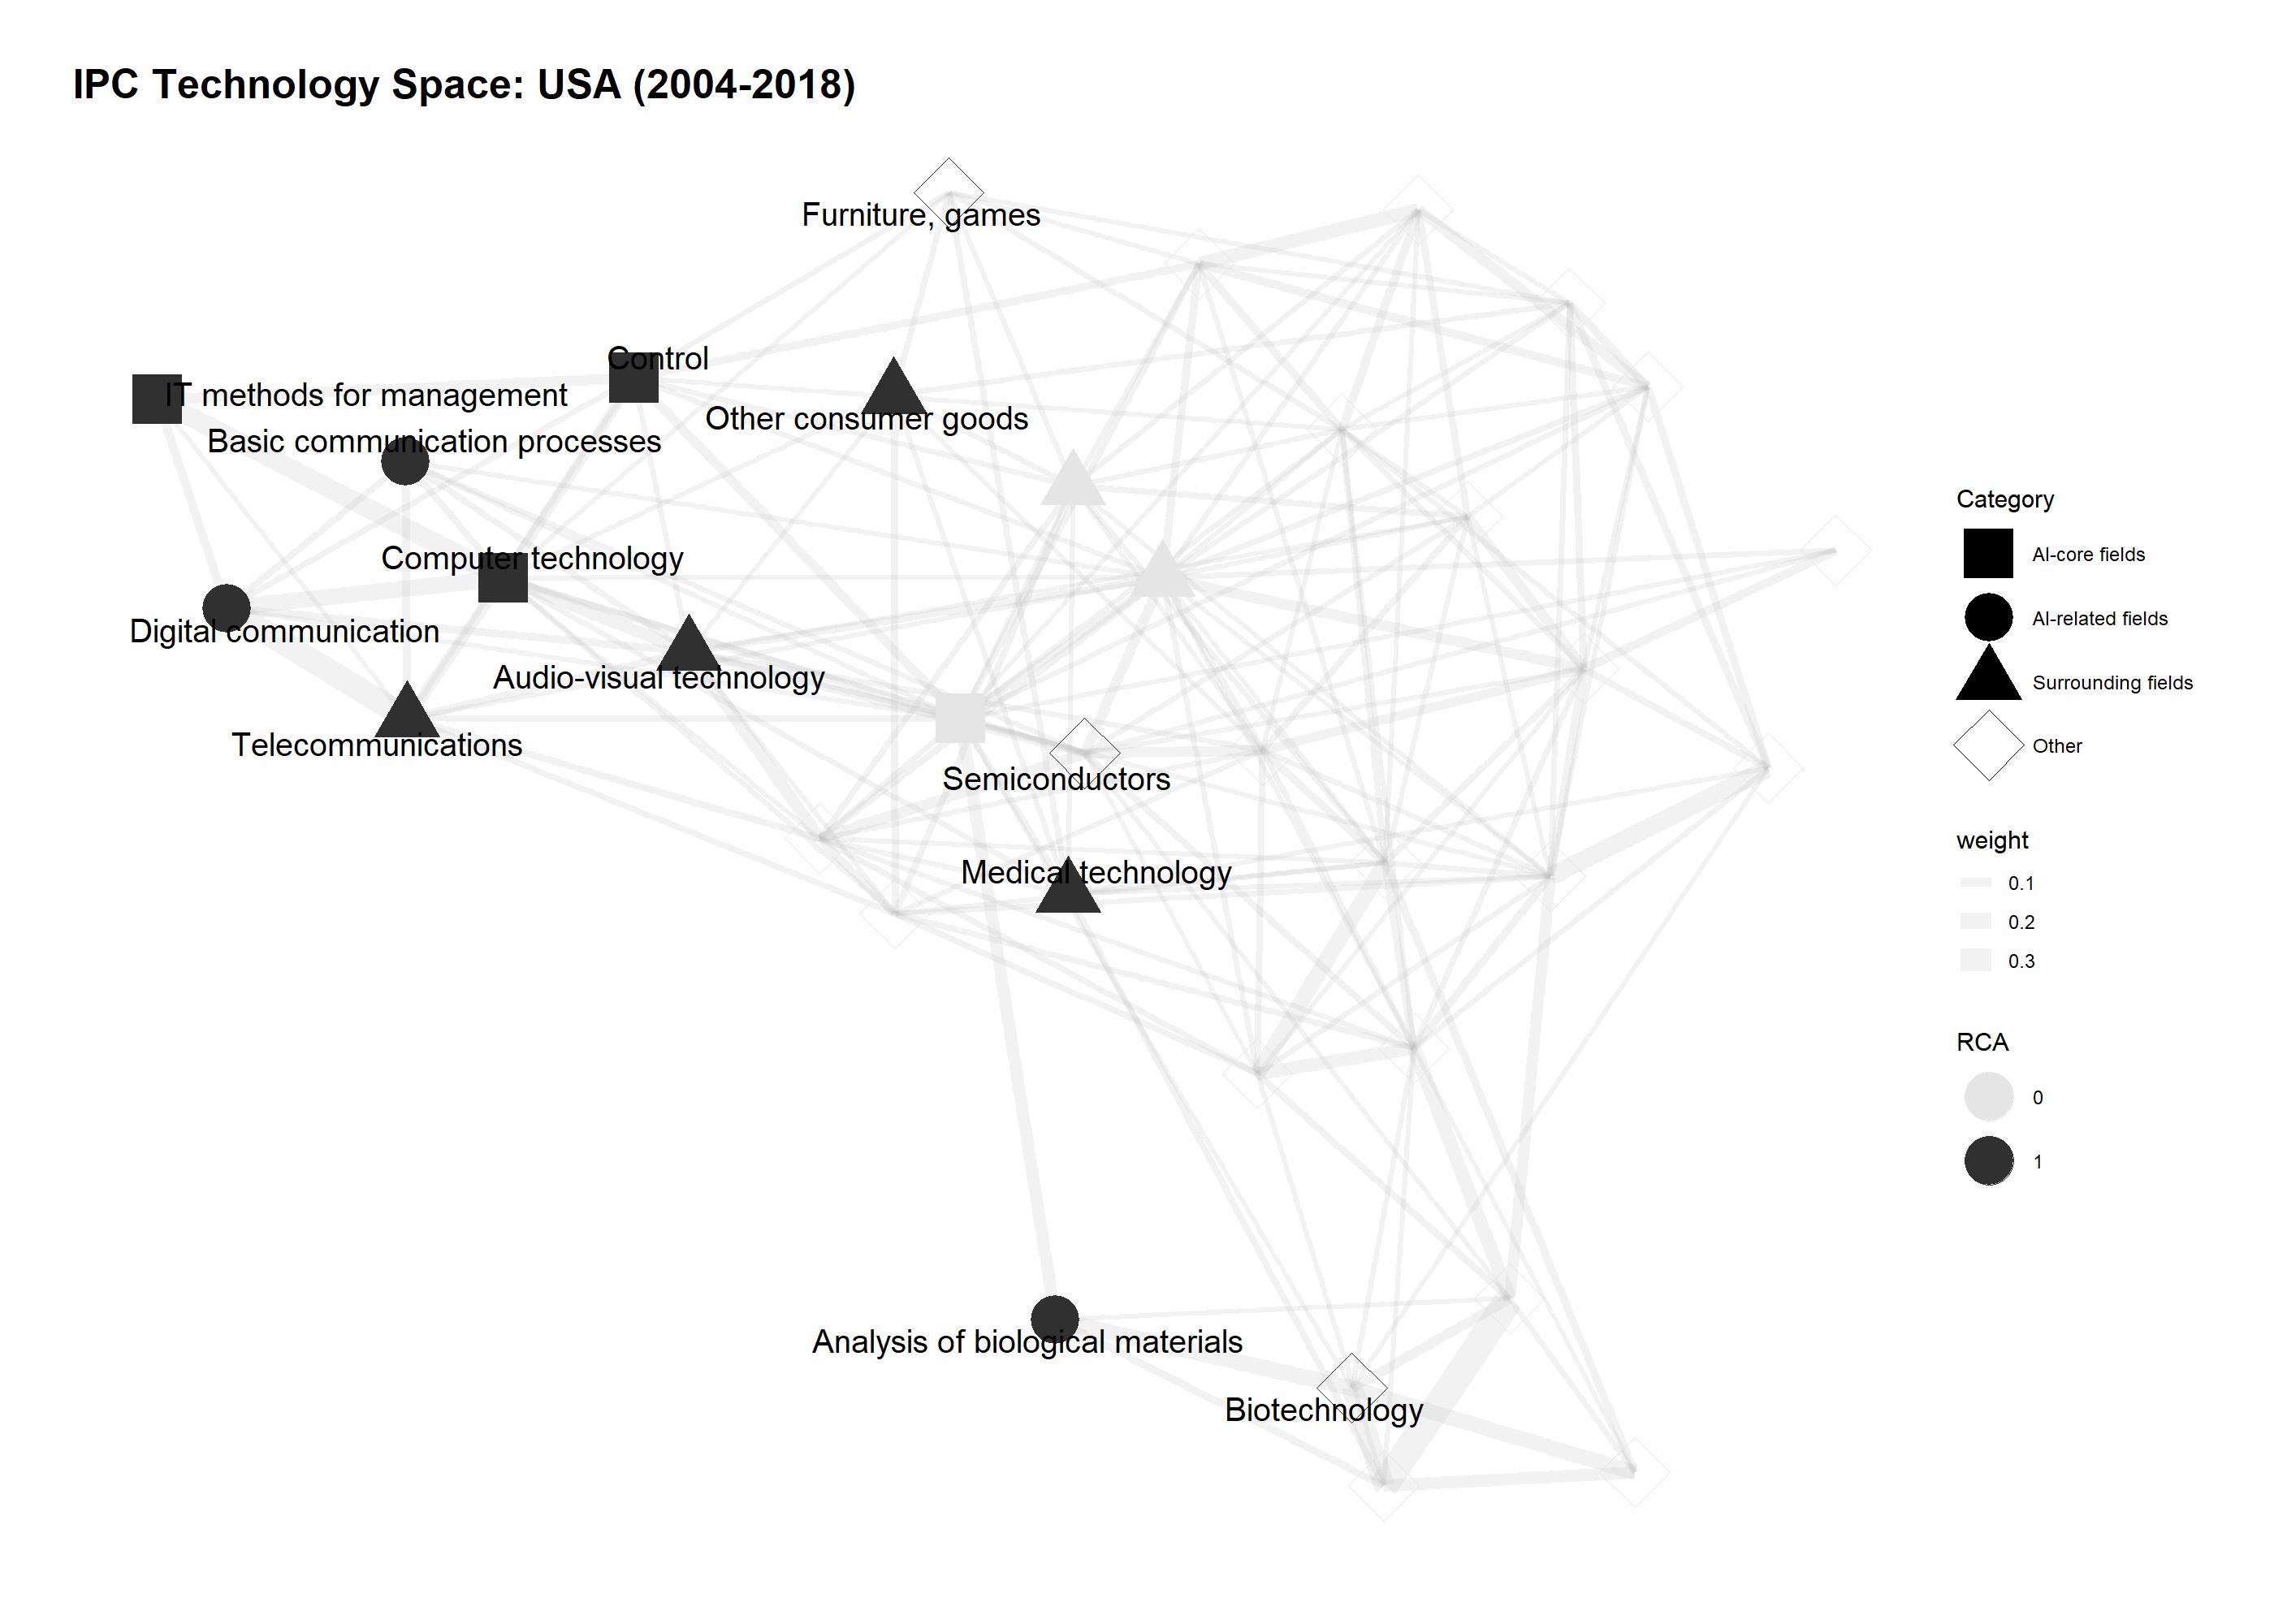 IPC Technology Space: USA (2004-2018)
Furniture, games
Control
IT methods for management
Other consumer goods
Basic communication processes
Computer technology
Digital communication
Audio-visual technology
Telecommunications
Semiconductors
Medical technology
Analysis of biological materials
Biotechnology
Category
AI-core fields
AI-related fields
Surrounding fields
Other
weight
0.1
0.2
0.3
RCA
0
1